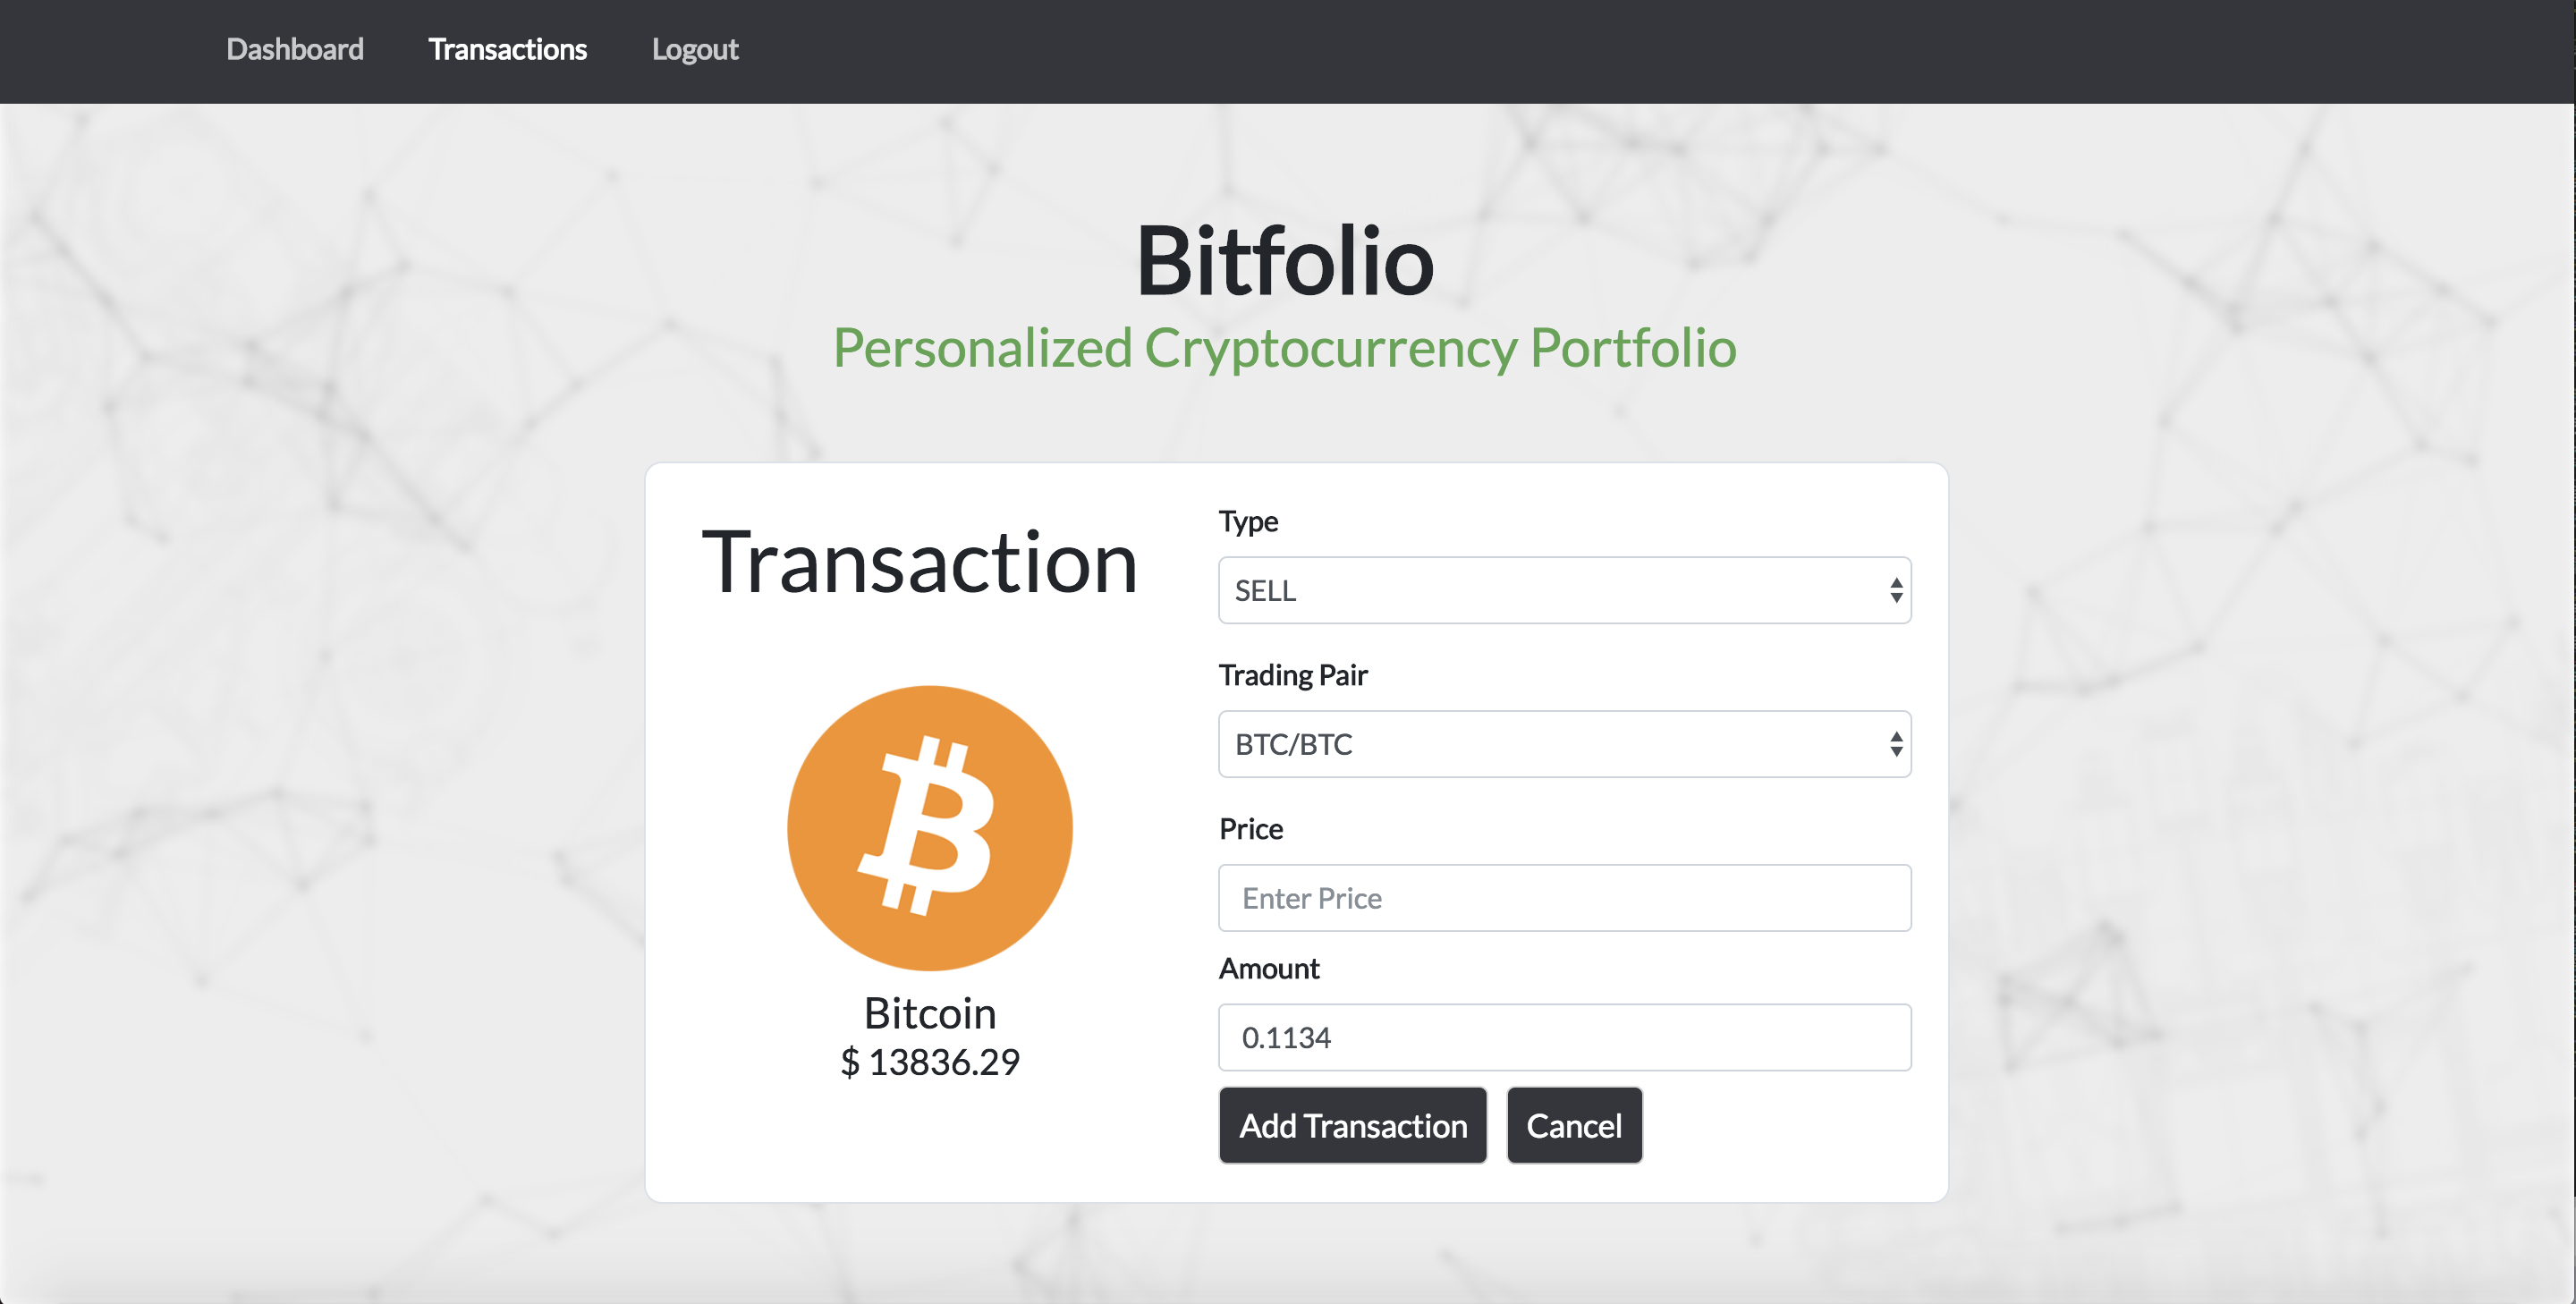 Dashboard Transactions Logout
Bitfolio
Personalized Cryptocurrency Portfolio
Transaction
Bitcoin
$ 13836.29
Type
SELL
Trading Pair
BTC/BTC
Price
Enter Price
Amount
0.1134
Add Transaction Cancel